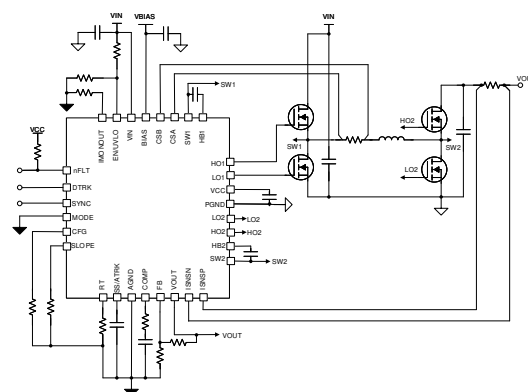 VIN
VBIAS
VIN
VOUT
SW1
HO2
SW1
SW2
LO2
VCC
IMONOUT
EN/UVLO
VIN
BIAS
CSB
CSA
SW1
HB1
nFLT
DTRK
SYNC
MODE
CFG
SLOPE
HO1
LO1
VCC
PGND
LO2
LO2
HO2
HO2
HB2
SW2
SW2
RT
SS/ATRK
AGND
COMP
FB
VOUT
ISNSN
ISNSP
VOUT